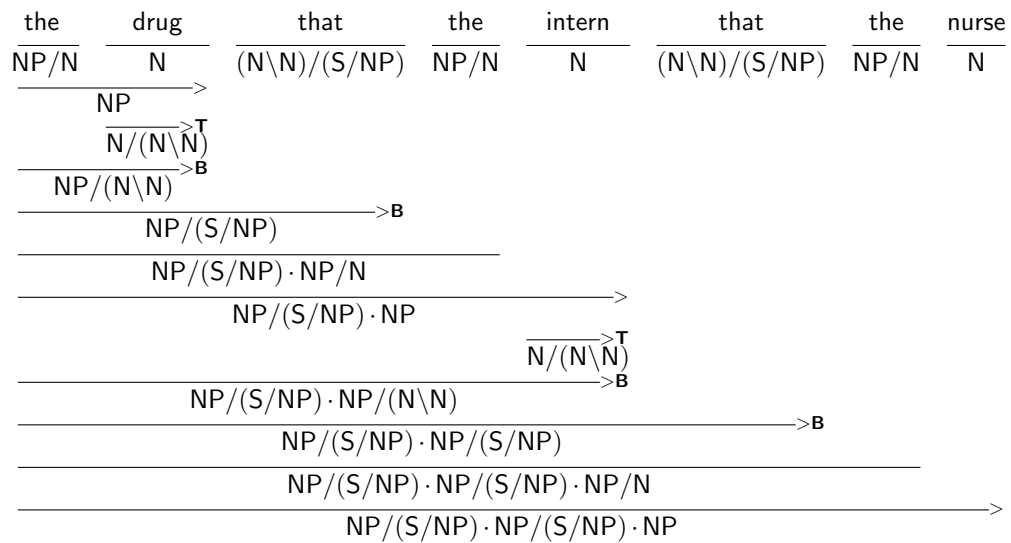 the drug that the intern that the nurse
NP/N N (N\N)/(S/NP) NP/N N (N\N)/(S/NP) NP/N N
>
NP
>T
N/(N\N)
>B
NP/(N\N)
>B
NP/(S/NP)
NP/(S/NP) · NP/N
>
NP/(S/NP) · NP
>T
N/(N\N)
>B
NP/(S/NP) · NP/(N\N)
>B
NP/(S/NP) · NP/(S/NP)
NP/(S/NP) · NP/(S/NP) · NP/N
>
NP/(S/NP) · NP/(S/NP) · NP